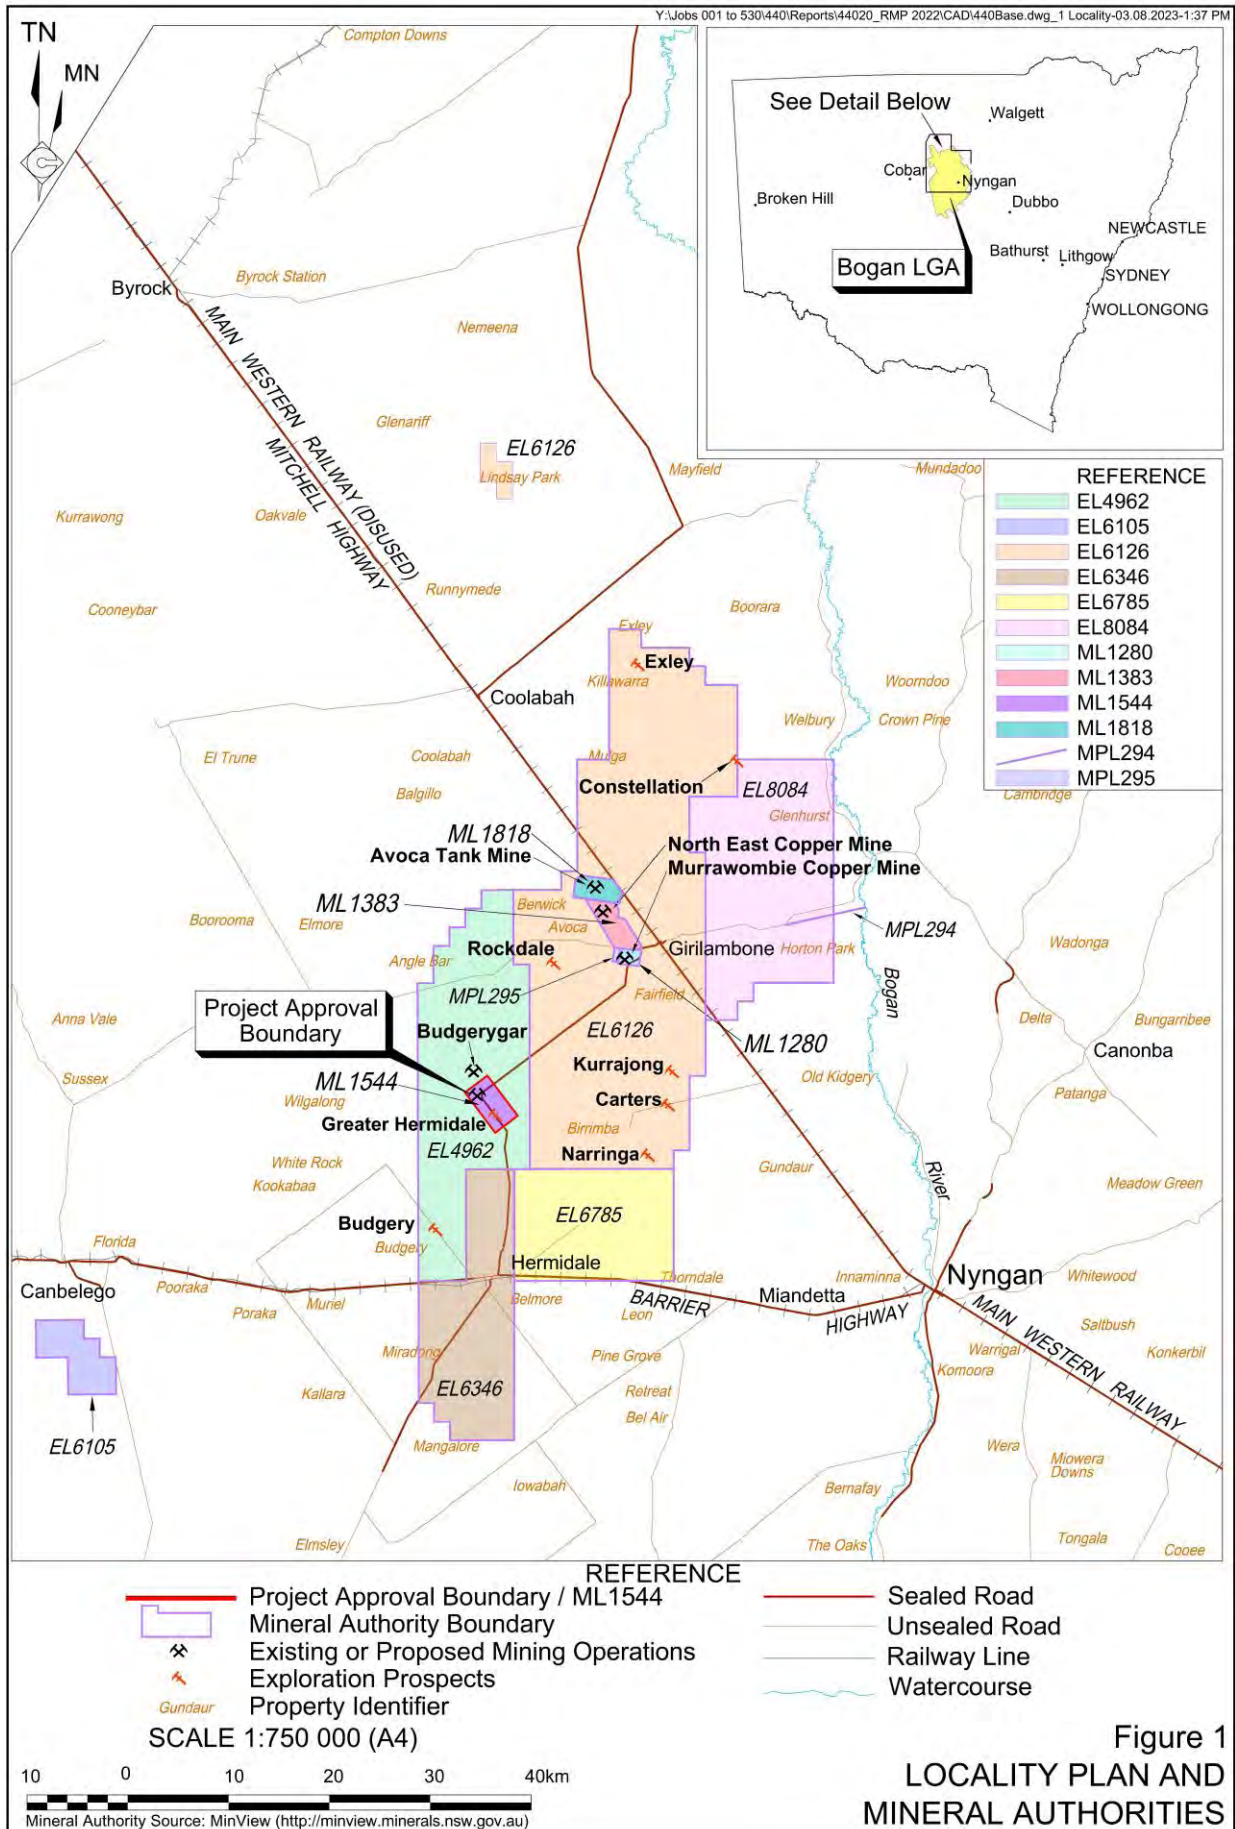 Y:\Jobs 001 to 530\440\Reports\44020_RMP 2022\CAD\440Base.dwg_1 Locality-03.08.2023-1:37 PM
TN
MN
Compton Downs
See Detail Below
Walgett
Cobar
Nyngan
Broken Hill
Dubbo
NEWCASTLE
Bathurst
Lithgow
SYDNEY
WOLLONGONG
Bogan LGA
Byrock
Byrock Station
Nemeena
MAIN WESTERN RAILWAY (DISUSED)
MITCHELL HIGHWAY
Glenariff
EL6126
Lindsay Park
Mayfield
Mundadoo
Kurrawong
Oakvale
Runnymede
Cooneybar
Boorara
REFERENCE
EL4962
EL6105
EL6126
EL6346
EL6785
EL8084
ML1280
ML1383
ML1544
ML1818
MPL294
MPL295
Exley
Exley
Killawarra
Woorndoo
Coolabah
Welbury
Crown Pine
El Trune
Coolabah
Mulga
Constellation
EL8084
Balgillo
Cambridge
Glenhurst
ML1818
Avoca Tank Mine
North East Copper Mine
Murrawombie Copper Mine
ML1383
Berwick
Boorooma
Elmore
Avoca
MPL294
Rockdale
Girilambone
Horton Park
Wadonga
Angle Bar
MPL295
Fairfield
Bogan
Project Approval
Boundary
Anna Vale
Budgerygar
EL6126
ML1280
Delta
Bungarribee
Canonba
Sussex
ML1544
Kurrajong
Old Kidgery
Patanga
Wilgalong
Carters
Greater Hermidale
Birrimba
EL4962
White Rock
Narringa
Gundaur
River
Kookabaa
Meadow Green
Budgery
EL6785
Budgery
Florida
Hermidale
Canbelego
Pooraka
Thorndale
Innaminna
Nyngan
Whitewood
Poraka
Muriel
Belmore
BARRIER
Miandetta
Leon
HIGHWAY
MAIN WESTERN RAILWAY
Saltbush
Miradong
Pine Grove
Warrigal
Konkerbil
Komoora
Kallara
EL6346
Retreat
Bel Air
EL6105
Mangalore
Wera
Miowera
Downs
Iowabah
Bernafay
Elmsley
The Oaks
Tongala
Cooee
REFERENCE
Project Approval Boundary / ML1544
Mineral Authority Boundary
Existing or Proposed Mining Operations
Exploration Prospects
Gundaur
Property Identifier
Sealed Road
Unsealed Road
Railway Line
Watercourse
SCALE 1:750 000 (A4)
10 0 10 20 30 40km
Mineral Authority Source: MinView (http://minview.minerals.nsw.gov.au)
Figure 1
LOCALITY PLAN AND
MINERAL AUTHORITIES